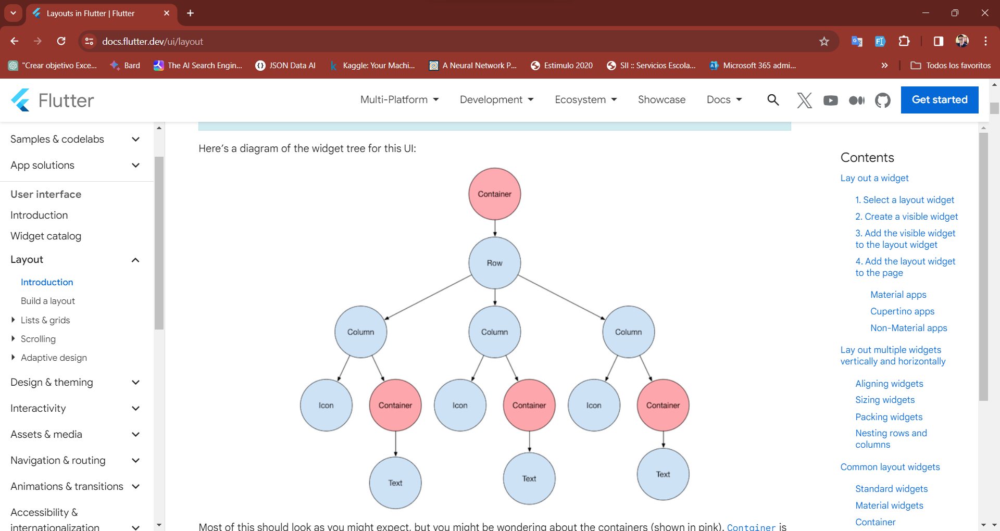 Layouts in Flutter | Flutter
docs.flutter.dev/ui/layout
"Crear objetivo Exce...
Bard
The AI Search Engin...
JSON Data AI
Kaggle: Your Machi...
A Neural Network P...
Estimulo 2020
SII :: Servicios Escola...
Microsoft 365 admi...
Todos los favoritos
Flutter
Multi-Platform
Development
Ecosystem
Showcase
Docs
Get started
Samples & codelabs
App solutions
User interface
Introduction
Widget catalog
Layout
Introduction
Build a layout
Lists & grids
Scrolling
Adaptive design
Design & theming
Interactivity
Assets & media
Navigation & routing
Animations & transitions
Accessibility &
internationalization
Here's a diagram of the widget tree for this UI:
Container
Row
Column
Column
Column
Icon
Container
Icon
Container
Icon
Container
Text
Text
Text
Most of this should look as you might expect, but you might be wondering about the containers (shown in pink). Container is
Contents
Lay out a widget
1. Select a layout widget
2. Create a visible widget
3. Add the visible widget
to the layout widget
4. Add the layout widget
to the page
Material apps
Cupertino apps
Non-Material apps
Lay out multiple widgets
vertically and horizontally
Aligning widgets
Sizing widgets
Packing widgets
Nesting rows and
columns
Common layout widgets
Standard widgets
Material widgets
Container